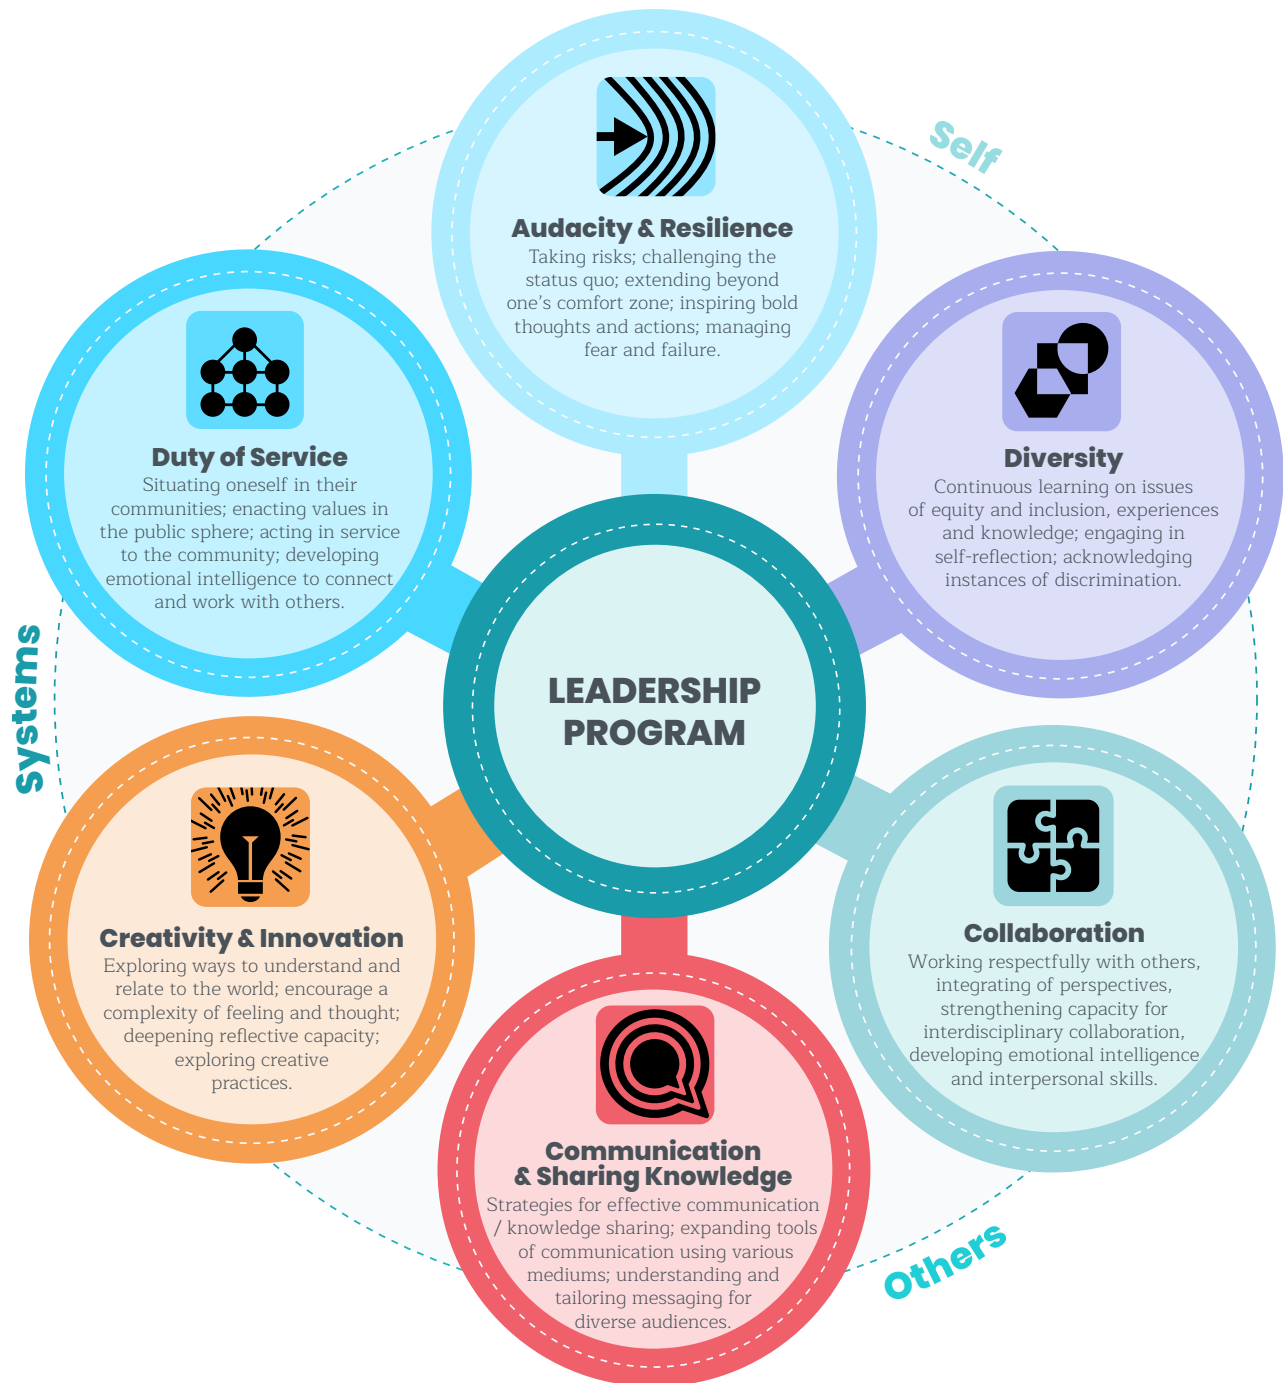 Self
Audacity & Resilience
Taking risks; challenging the
status quo; extending beyond
one’s comfort zone; inspiring bold
thoughts and actions; managing
fear and failure.
Duty of Service
Situating oneself in their
communities; enacting values in
the public sphere; acting in service
to the community; developing
emotional intelligence to connect
and work with others.
Diversity
Continuous learning on issues
of equity and inclusion, experiences
and knowledge; engaging in
self-reflection; acknowledging
instances of discrimination.
Systems
LEADERSHIP
PROGRAM
Creativity & Innovation
Exploring ways to understand and
relate to the world; encourage a
complexity of feeling and thought;
deepening reflective capacity;
exploring creative
practices.
Collaboration
Working respectfully with others,
integrating of perspectives,
strengthening capacity for
interdisciplinary collaboration,
developing emotional intelligence
and interpersonal skills.
Communication
& Sharing Knowledge
Strategies for effective communication
/ knowledge sharing; expanding tools
of communication using various
mediums; understanding and
tailoring messaging for
diverse audiences.
Others